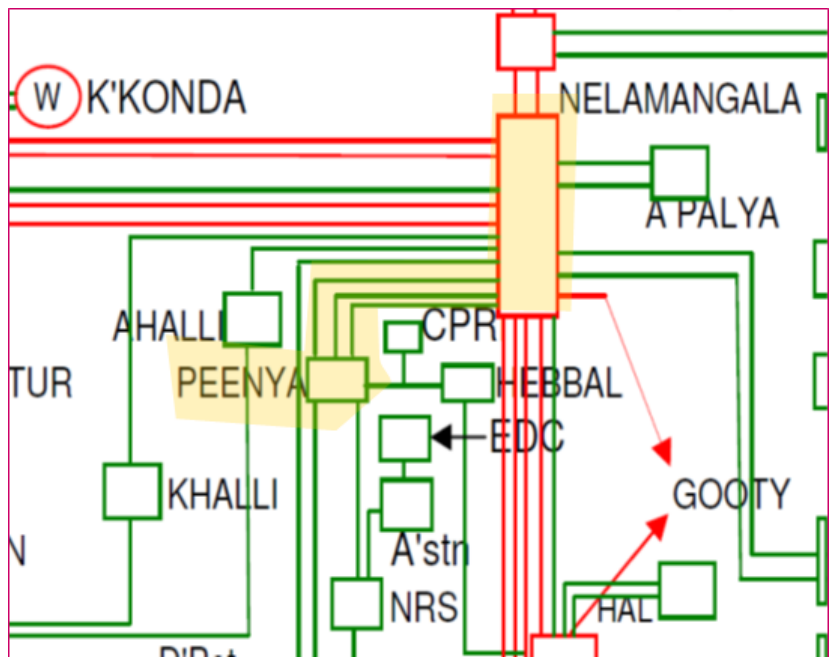 W K'KONDA
NELAMANGALA
A PALYA
AHALLI
CPR
TUR
PEENYA
HEBBAL
EDC
KHALLI
GOOTY
N
A'stn
NRS
HAL